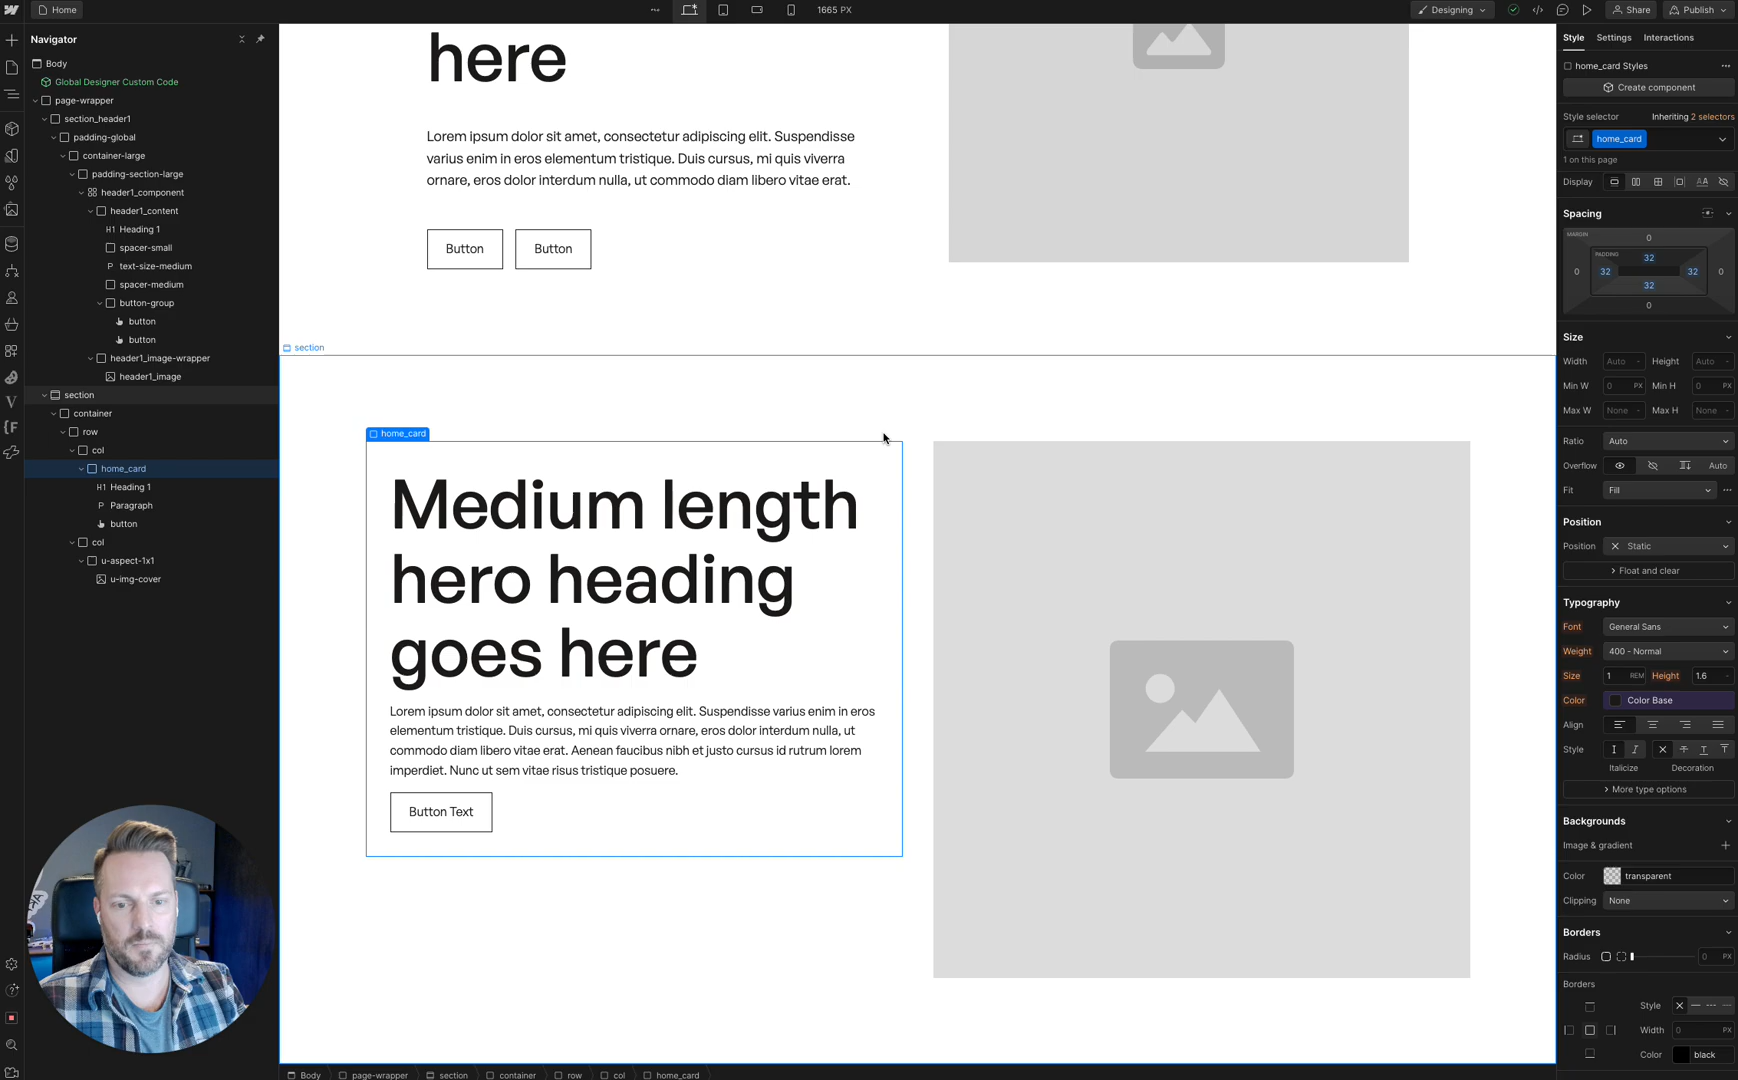 Home
1665 PX
Designing
Share
Publish
Navigator
Body
Global Designer Custom Code
page-wrapper
section_header1
padding-global
container-large
padding-section-large
header1_component
header1_content
H1 Heading 1
spacer-small
P text-size-medium
spacer-medium
button-group
button
button
header1_image-wrapper
header1_image
section
container
row
col
home_card
H1 Heading 1
P Paragraph
button
col
u-aspect-1x1
u-img-cover
here
Lorem ipsum dolor sit amet, consectetur adipiscing elit. Suspendisse
varius enim in eros elementum tristique. Duis cursus, mi quis viverra
ornare, eros dolor interdum nulla, ut commodo diam libero vitae erat.
Button
Button
section
home_card
Medium length
hero heading
goes here
Lorem ipsum dolor sit amet, consectetur adipiscing elit. Suspendisse varius enim in eros
elementum tristique. Duis cursus, mi quis viverra ornare, eros dolor interdum nulla, ut
commodo diam libero vitae erat. Aenean faucibus nibh et justo cursus id rutrum lorem
imperdiet. Nunc ut sem vitae risus tristique posuere.
Button Text
Body
page-wrapper
section
container
row
col
home_card
Style Settings Interactions
home_card Styles
Create component
Style selector Inheriting 2 selectors
home_card
1 on this page
Display
Spacing
MARGIN
0
PADDING
32
0 32 32 0
32
0
Size
Width Auto - Height Auto -
Min W 0 PX Min H 0 PX
Max W None - Max H None -
Ratio Auto
Overflow Auto
Fit Fill
Position
Position Static
Float and clear
Typography
Font General Sans
Weight 400 - Normal
Size 1 REM Height 1.6 -
Color Color Base
Align
Style
Italicize Decoration
More type options
Backgrounds
Image & gradient
Color transparent
Clipping None
Borders
Radius 0 PX
Borders
Style
Width 0 PX
Color black